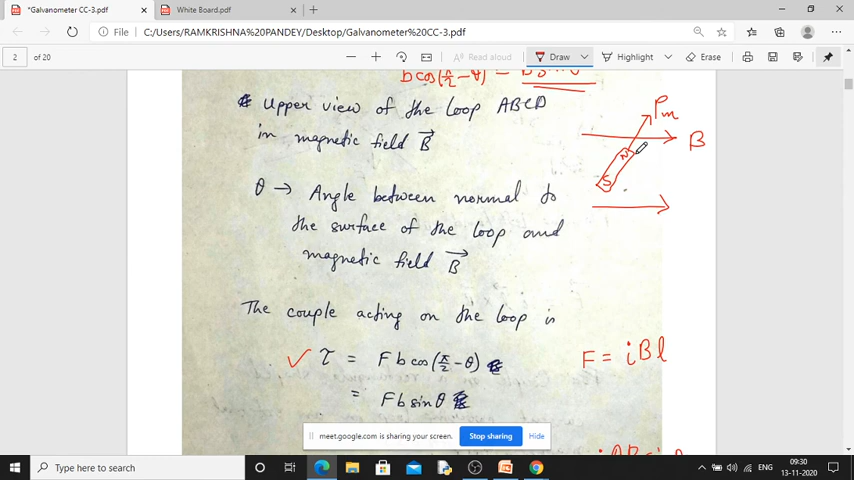 *Galvanometer CC-3.pdf
White Board.pdf
File
C:/Users/RAMKRISHNA%20PANDEY/Desktop/Galvanometer%20CC-3.pdf
2 of 20
Read aloud
Draw
Highlight
Erase
b cos(π/2 − θ) =
Upper view of the loop ABCD
in magnetic field B⃗
θ → Angle between normal to
the surface of the loop and
magnetic field B⃗
The couple acting on the loop is
✓ τ = F b cos(π/2 − θ)
= F b sin θ
Pm
B
N
S
F = iBl
meet.google.com is sharing your screen.
Stop sharing
Hide
Type here to search
ENG
09:30
13-11-2020